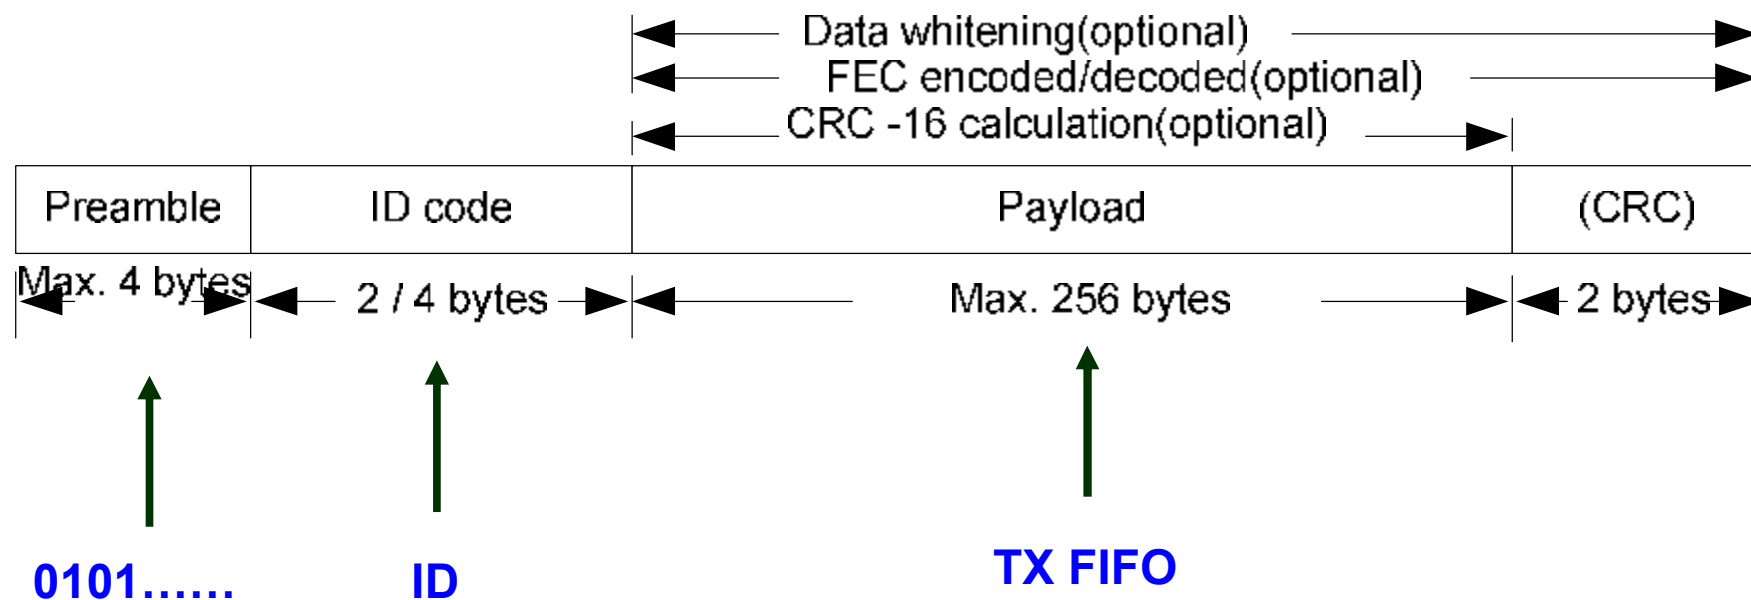 Data whitening(optional)
FEC encoded/decoded(optional)
CRC -16 calculation(optional)
Preamble ID code Payload (CRC)
Max. 4 bytes 2 / 4 bytes Max. 256 bytes 2 bytes
0101...... ID TX FIFO